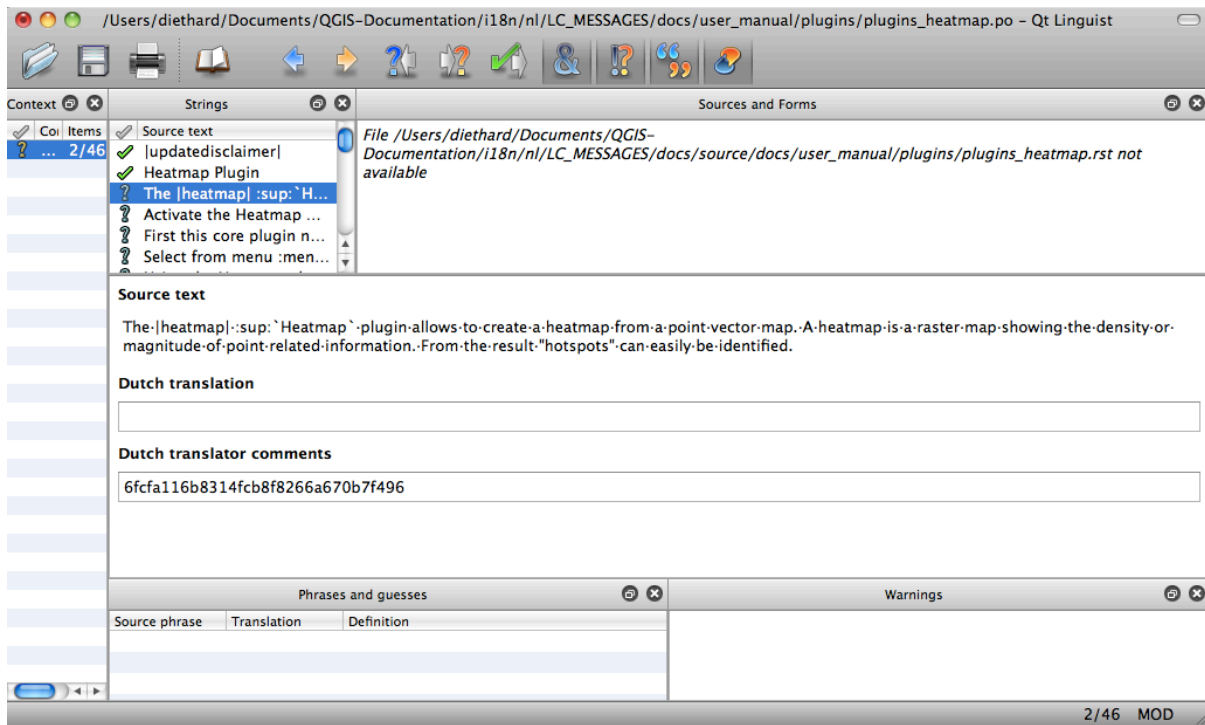 /Users/diethard/Documents/QGIS-Documentation/i18n/nl/LC_MESSAGES/docs/user_manual/plugins/plugins_heatmap.po – Qt Linguist
Context
Strings
Sources and Forms
Coı Items
... 2/46
Source text
|updatedisclaimer|
Heatmap Plugin
The |heatmap| :sup:`H...
Activate the Heatmap ...
First this core plugin n...
Select from menu :men...
File /Users/diethard/Documents/QGIS-
Documentation/i18n/nl/LC_MESSAGES/docs/source/docs/user_manual/plugins/plugins_heatmap.rst not
available
Source text
The·|heatmap|·:sup:`Heatmap`·plugin·allows·to·create·a·heatmap·from·a·point·vector·map.·A·heatmap·is·a·raster·map·showing·the·density·or·
magnitude·of·point·related·information.·From·the·result·"hotspots"·can·easily·be·identified.
Dutch translation
Dutch translator comments
6fcfa116b8314fcb8f8266a670b7f496
Phrases and guesses
Warnings
Source phrase Translation Definition
2/46 MOD